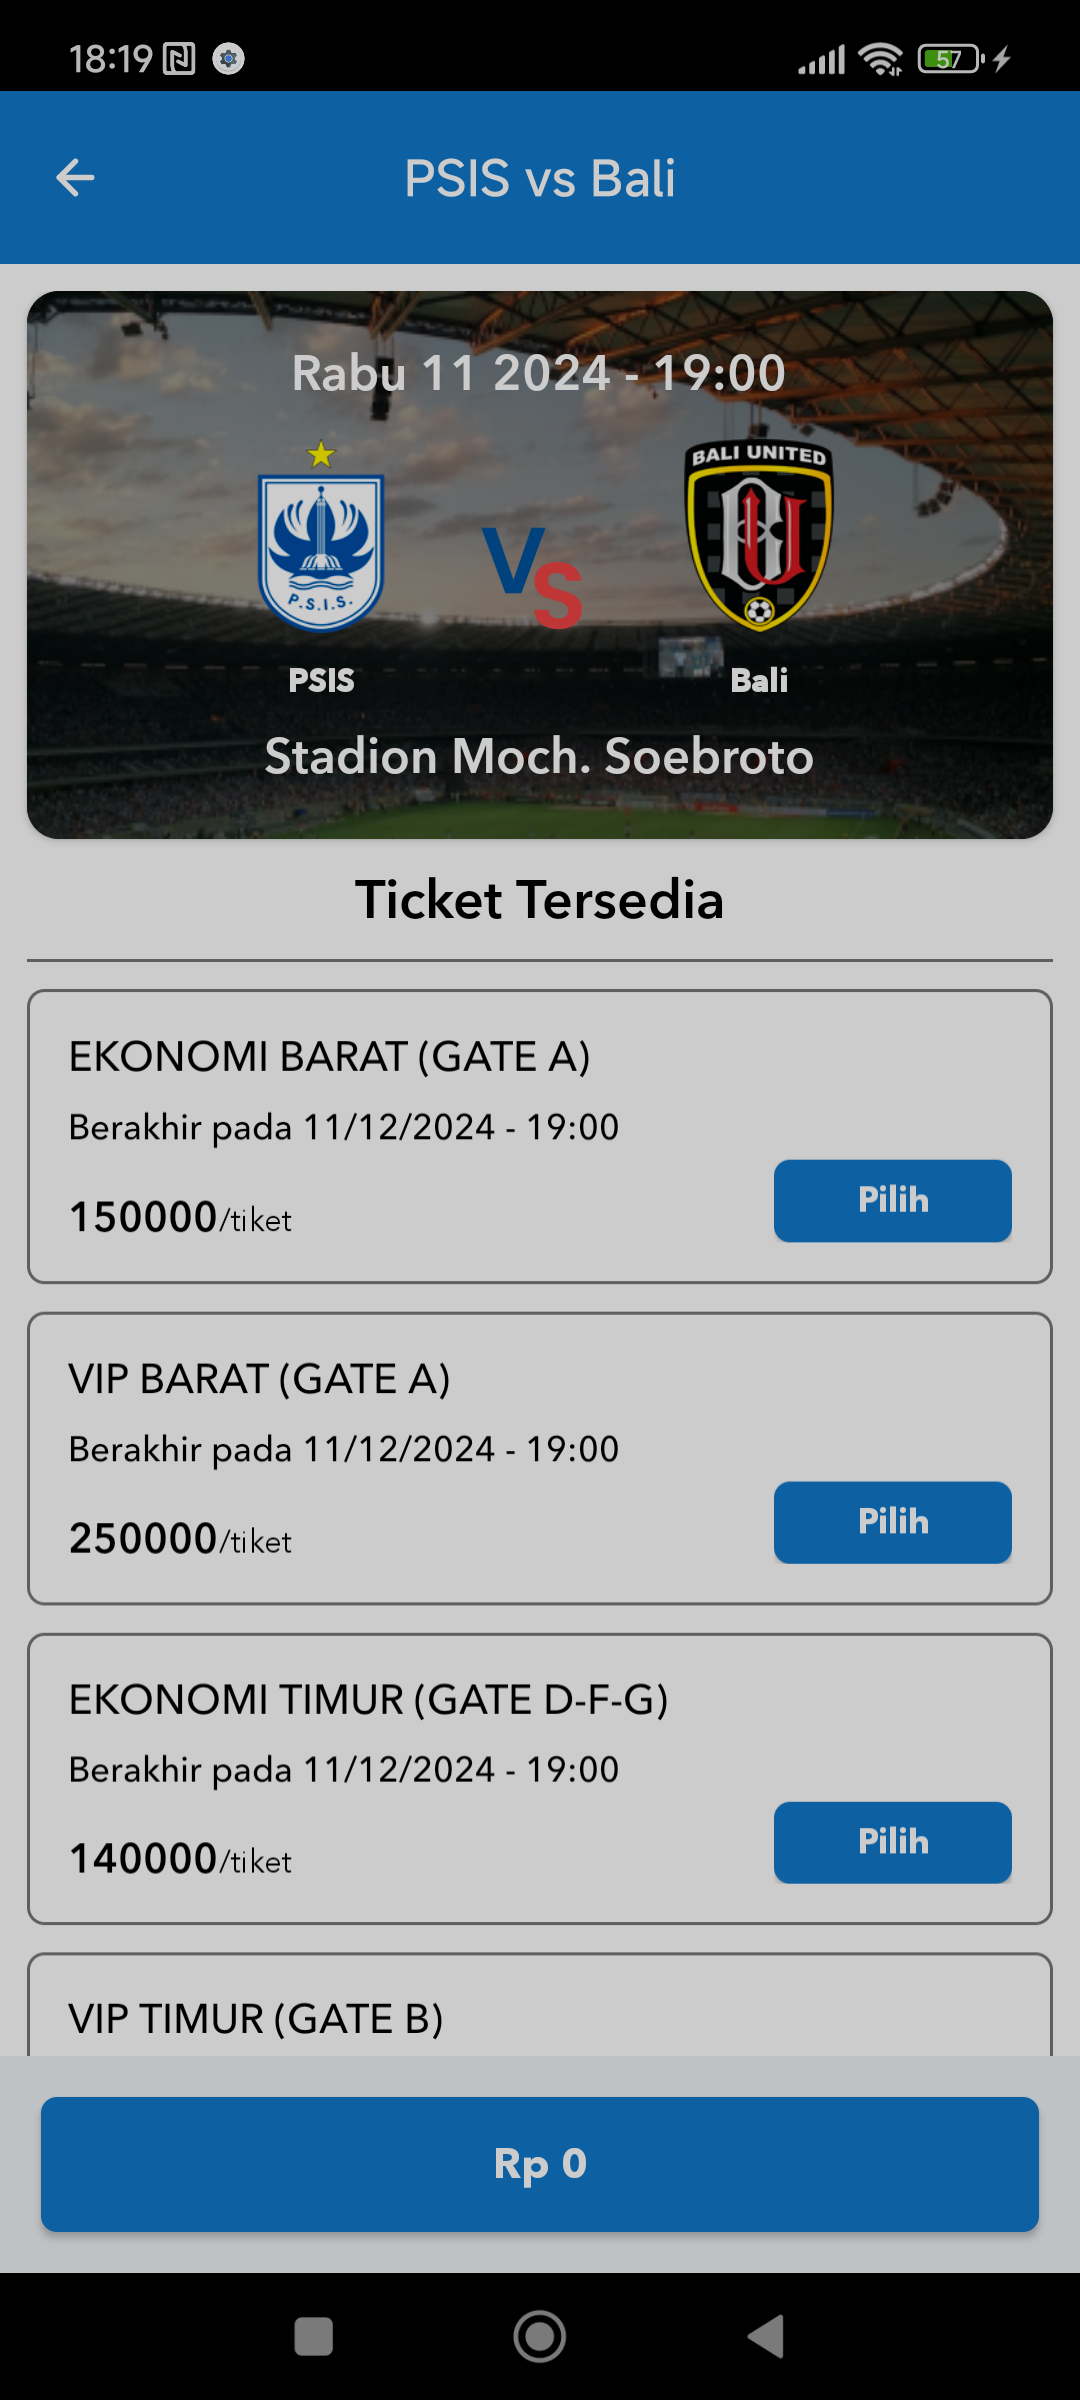 18:19
57
PSIS vs Bali
Rabu 11 2024 - 19:00
BALI UNITED
P.S.I.S.
VS
PSIS
Bali
Stadion Moch. Soebroto
Ticket Tersedia
EKONOMI BARAT (GATE A)
Berakhir pada 11/12/2024 - 19:00
150000/tiket
Pilih
VIP BARAT (GATE A)
Berakhir pada 11/12/2024 - 19:00
250000/tiket
Pilih
EKONOMI TIMUR (GATE D-F-G)
Berakhir pada 11/12/2024 - 19:00
140000/tiket
Pilih
VIP TIMUR (GATE B)
Rp 0